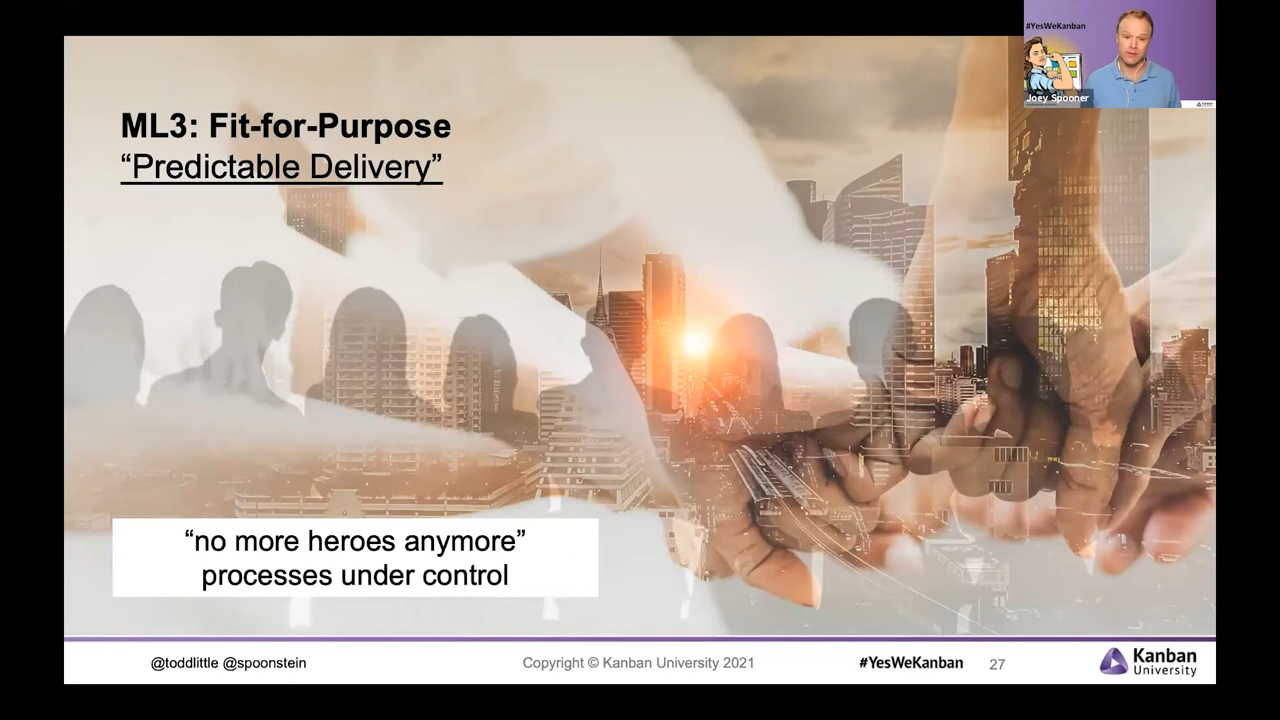 #YesWeKanban
Joey Spooner
ML3: Fit-for-Purpose
“Predictable Delivery”
“no more heroes anymore”
processes under control
@toddlittle @spoonstein
Copyright © Kanban University 2021
#YesWeKanban
27
Kanban
University